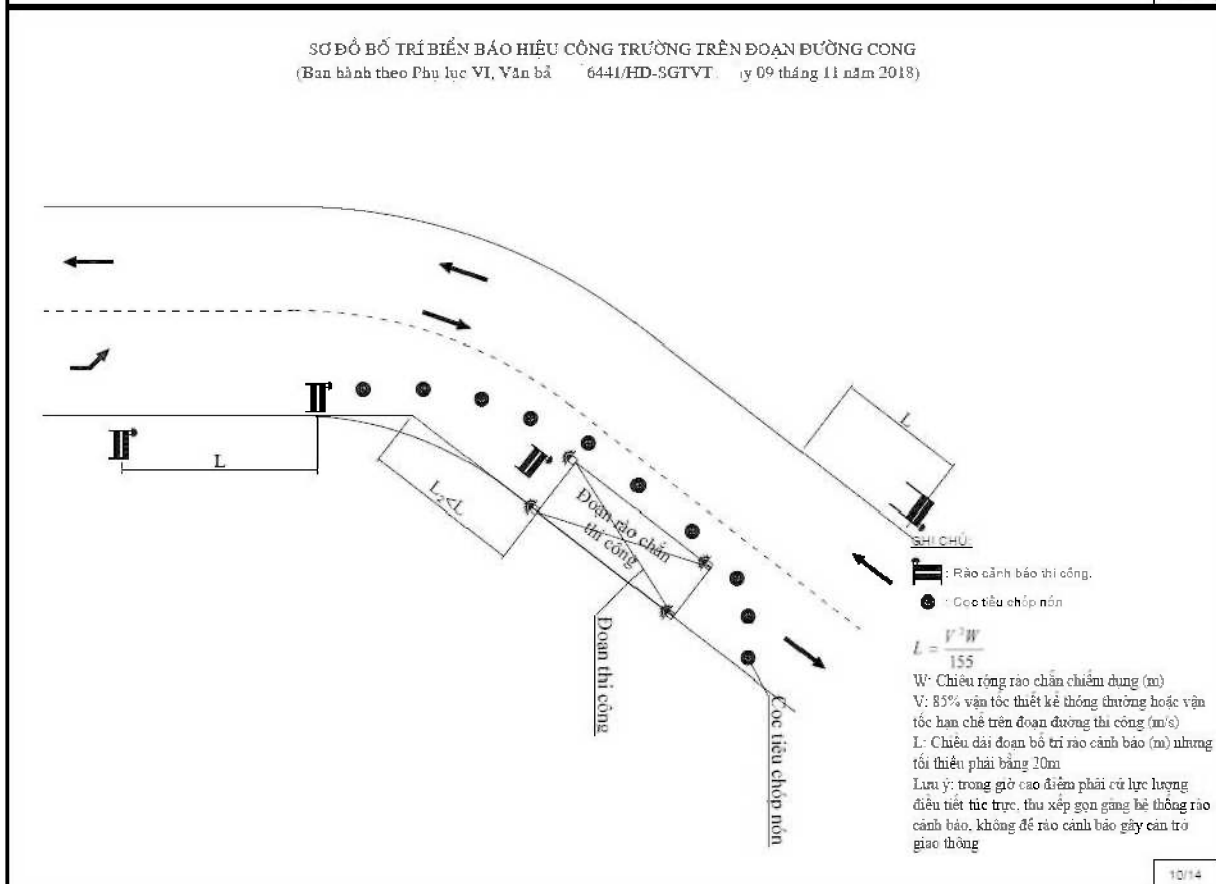 SƠ ĐỒ BỐ TRÍ BIỂN BÁO HIỆU CÔNG TRƯỜNG TRÊN ĐOẠN ĐƯỜNG CONG
(Ban hành theo Phụ lục VI, Văn bả 6441/HD-SGTVT y 09 tháng 11 năm 2018)
L
L
L₂<L
Đoạn rào chắn
thi công
Đoạn thi công
Cọc tiêu chóp nón
GHI CHÚ:
: Rào cảnh báo thi công.
: Cọc tiêu chóp nón
L = V²W / 155
W: Chiều rộng rào chắn chiếm dụng (m)
V: 85% vận tốc thiết kế thông thường hoặc vận
tốc hạn chế trên đoạn đường thi công (m/s)
L: Chiều dài đoạn bố trí rào cảnh báo (m) nhưng
tối thiểu phải bằng 20m
Lưu ý: trong giờ cao điểm phải cử lực lượng
điều tiết túc trực, thu xếp gọn gàng hệ thống rào
cảnh báo, không để rào cảnh báo gây cản trở
giao thông
10/14